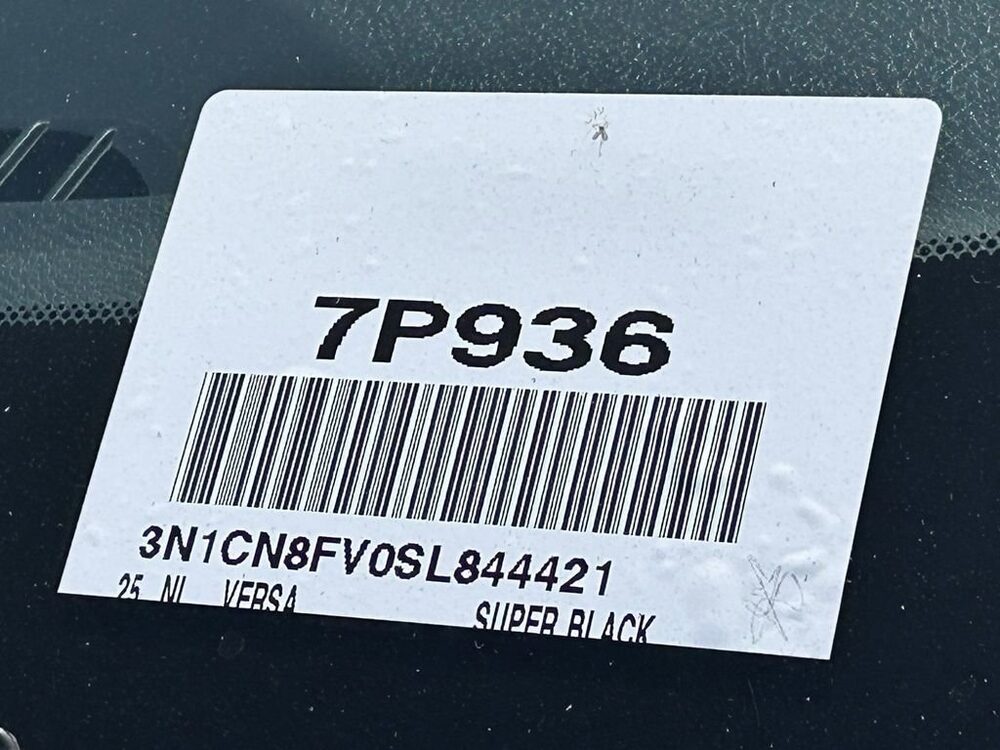 7P936
3N1CN8FV0SL844421
25 NI VERSA SUPER BLACK